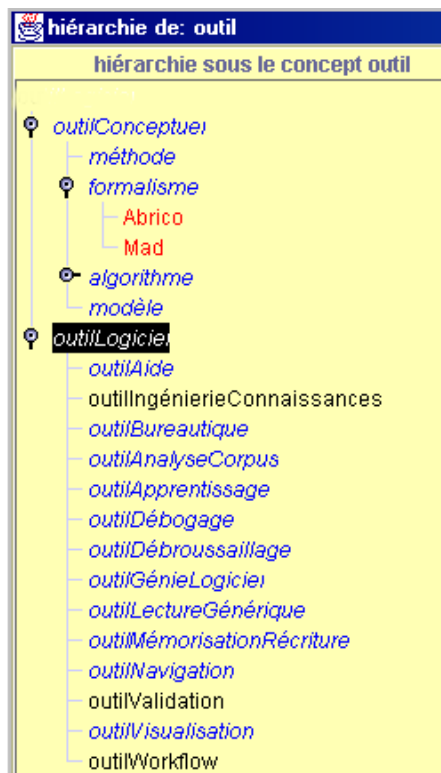 hiérarchie de: outil
hiérarchie sous le concept outil
outilConceptuel
méthode
formalisme
Abrico
Mad
algorithme
modèle
outilLogiciel
outilAide
outilIngénierieConnaissances
outilBureautique
outilAnalyseCorpus
outilApprentissage
outilDébogage
outilDébroussaillage
outilGénieLogiciel
outilLectureGénérique
outilMémorisationRécriture
outilNavigation
outilValidation
outilVisualisation
outilWorkflow